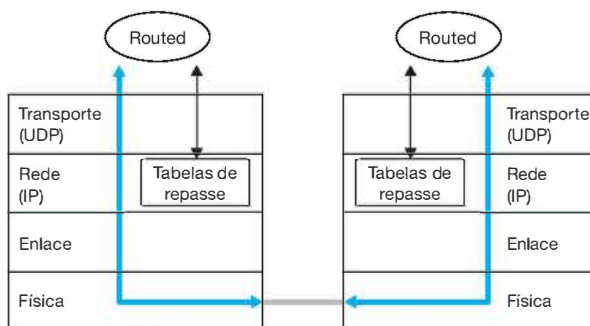 Routed
Routed
Transporte
(UDP)
Transporte
(UDP)
Rede
(IP)
Tabelas de
repasse
Tabelas de
repasse
Rede
(IP)
Enlace
Enlace
Física
Física